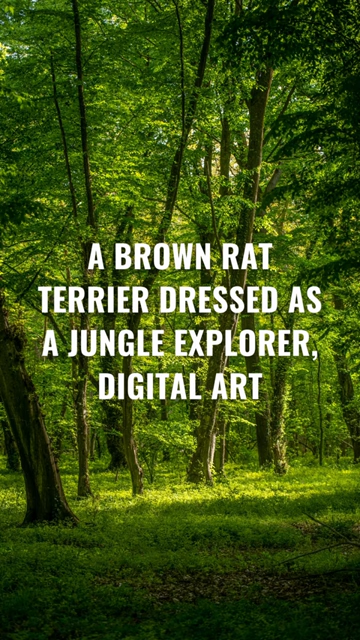 A BROWN RAT
TERRIER DRESSED AS
A JUNGLE EXPLORER,
DIGITAL ART